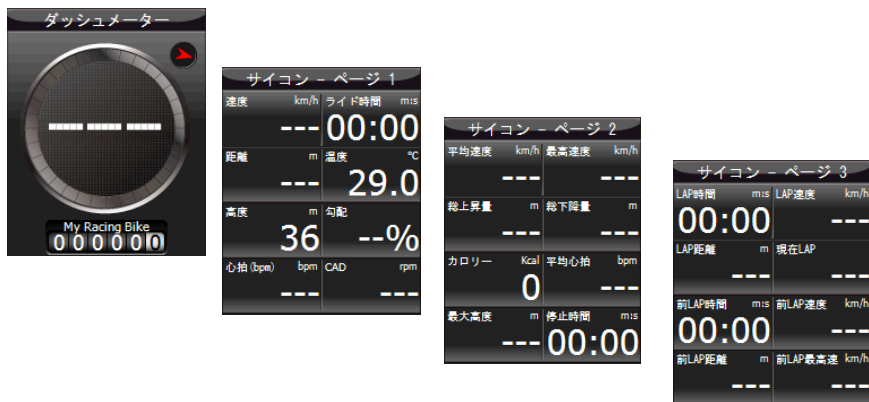 ダッシュメーター
My Racing Bike
000000
サイコン - ページ 1
速度 km/h ライド時間 m:s
--- 00:00
距離 m 温度 ℃
--- 29.0
高度 m 勾配
36 --%
心拍(bpm) bpm CAD rpm
--- ---
サイコン - ページ 2
平均速度 km/h 最高速度 km/h
--- ---
総上昇量 m 総下降量 m
--- ---
カロリー Kcal 平均心拍 bpm
0 ---
最大高度 m 停止時間 m:s
--- 00:00
サイコン - ページ 3
LAP時間 m:s LAP速度 km/h
00:00 ---
LAP距離 m 現在LAP
--- ---
前LAP時間 m:s 前LAP速度 km/h
00:00 ---
前LAP距離 m 前LAP最高速 km/h
--- ---